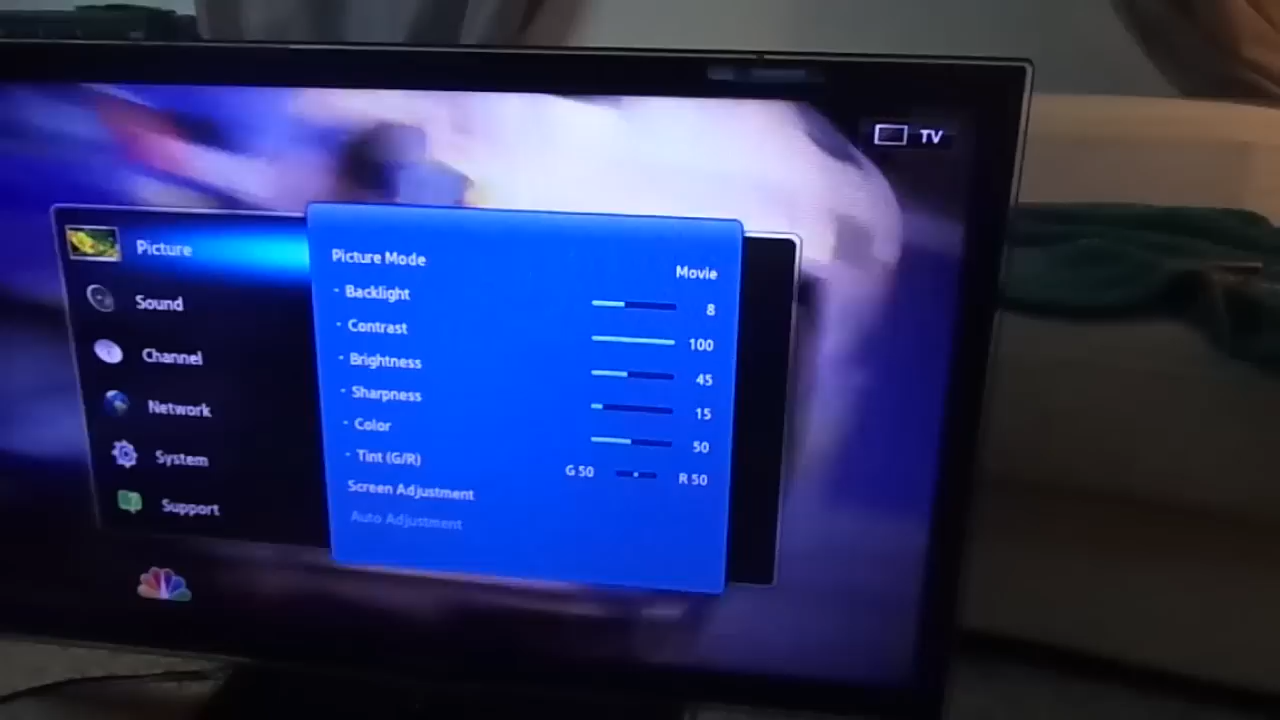 TV
Picture
Sound
Channel
Network
System
Support
Picture Mode Movie
- Backlight 8
- Contrast 100
- Brightness 45
- Sharpness 15
- Color 50
- Tint (G/R) G 50 R 50
Screen Adjustment
Auto Adjustment